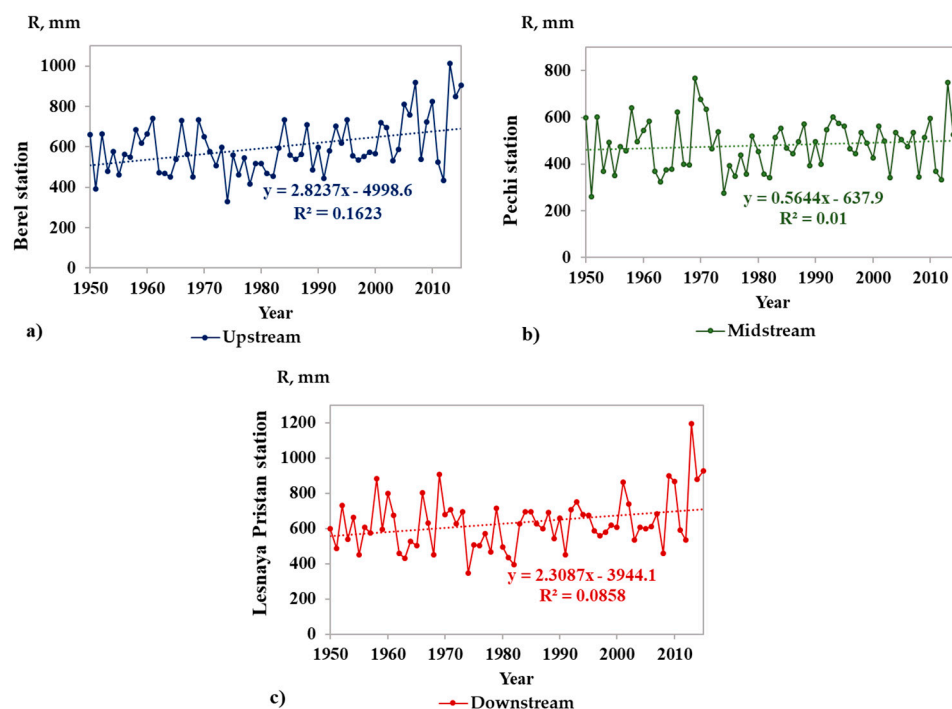 R, mm
1000
800
600
400
200
0
Berel station
y = 2.8237x - 4998.6
R² = 0.1623
1950 1960 1970 1980 1990 2000 2010
Year
a)
Upstream
R, mm
800
600
400
200
0
Pechi station
y = 0.5644x - 637.9
R² = 0.01
1950 1960 1970 1980 1990 2000 2010
Year
b)
Midstream
R, mm
1200
1000
800
600
400
200
0
Lesnaya Pristan station
y = 2.3087x - 3944.1
R² = 0.0858
1950 1960 1970 1980 1990 2000 2010
Year
c)
Downstream